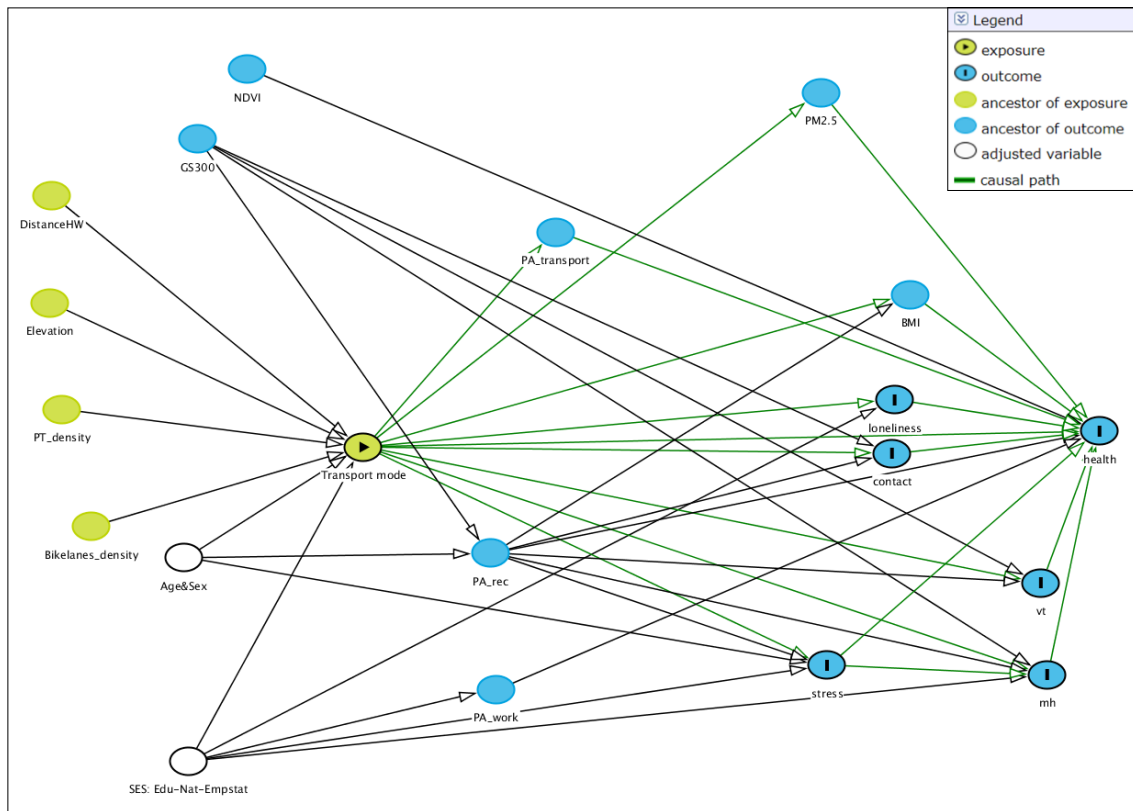 Legend
exposure
outcome
ancestor of exposure
ancestor of outcome
adjusted variable
causal path
NDVI
PM2.5
GS300
DistanceHW
PA_transport
Elevation
BMI
PT_density
loneliness
Transport mode
contact
health
Bikelanes_density
Age&Sex
PA_rec
vt
stress
mh
PA_work
SES: Edu-Nat-Empstat